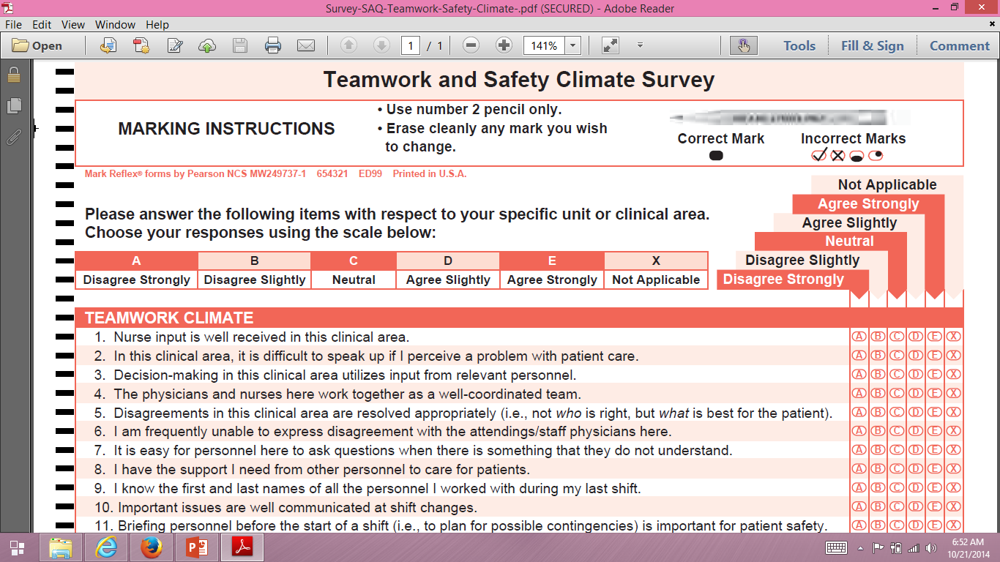 Survey-SAQ-Teamwork-Safety-Climate-.pdf (SECURED) - Adobe Reader
File Edit View Window Help
Open 1 / 1 141% Tools Fill & Sign Comment
Teamwork and Safety Climate Survey
MARKING INSTRUCTIONS
• Use number 2 pencil only.
• Erase cleanly any mark you wish
to change.
Correct Mark Incorrect Marks
Mark Reflex® forms by Pearson NCS MW249737-1 654321 ED99 Printed in U.S.A.
Please answer the following items with respect to your specific unit or clinical area.
Choose your responses using the scale below:
A B C D E X
Disagree Strongly Disagree Slightly Neutral Agree Slightly Agree Strongly Not Applicable
Not Applicable
Agree Strongly
Agree Slightly
Neutral
Disagree Slightly
Disagree Strongly
TEAMWORK CLIMATE
1. Nurse input is well received in this clinical area. A B C D E X
2. In this clinical area, it is difficult to speak up if I perceive a problem with patient care. A B C D E X
3. Decision-making in this clinical area utilizes input from relevant personnel. A B C D E X
4. The physicians and nurses here work together as a well-coordinated team. A B C D E X
5. Disagreements in this clinical area are resolved appropriately (i.e., not who is right, but what is best for the patient). A B C D E X
6. I am frequently unable to express disagreement with the attendings/staff physicians here. A B C D E X
7. It is easy for personnel here to ask questions when there is something that they do not understand. A B C D E X
8. I have the support I need from other personnel to care for patients. A B C D E X
9. I know the first and last names of all the personnel I worked with during my last shift. A B C D E X
10. Important issues are well communicated at shift changes. A B C D E X
11. Briefing personnel before the start of a shift (i.e., to plan for possible contingencies) is important for patient safety. A B C D E X
6:52 AM
10/21/2014